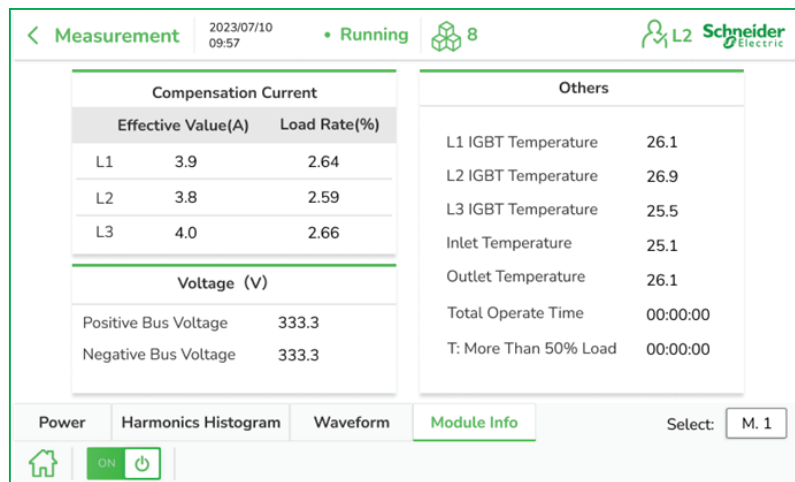 Measurement 2023/07/10 09:57 • Running 8 L2 Schneider Electric
Compensation Current
Effective Value(A) Load Rate(%)
L1 3.9 2.64
L2 3.8 2.59
L3 4.0 2.66
Voltage (V)
Positive Bus Voltage 333.3
Negative Bus Voltage 333.3
Others
L1 IGBT Temperature 26.1
L2 IGBT Temperature 26.9
L3 IGBT Temperature 25.5
Inlet Temperature 25.1
Outlet Temperature 26.1
Total Operate Time 00:00:00
T: More Than 50% Load 00:00:00
Power Harmonics Histogram Waveform Module Info Select: M. 1
ON